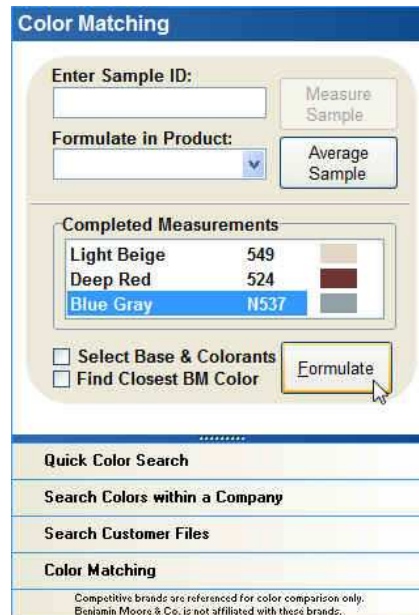 Color Matching
Enter Sample ID:
Measure
Sample
Formulate in Product:
Average
Sample
Completed Measurements
Light Beige 549
Deep Red 524
Blue Gray N537
Select Base & Colorants
Find Closest BM Color
Formulate
Quick Color Search
Search Colors within a Company
Search Customer Files
Color Matching
Competitive brands are referenced for color comparison only.
Benjamin Moore & Co. is not affiliated with these brands.